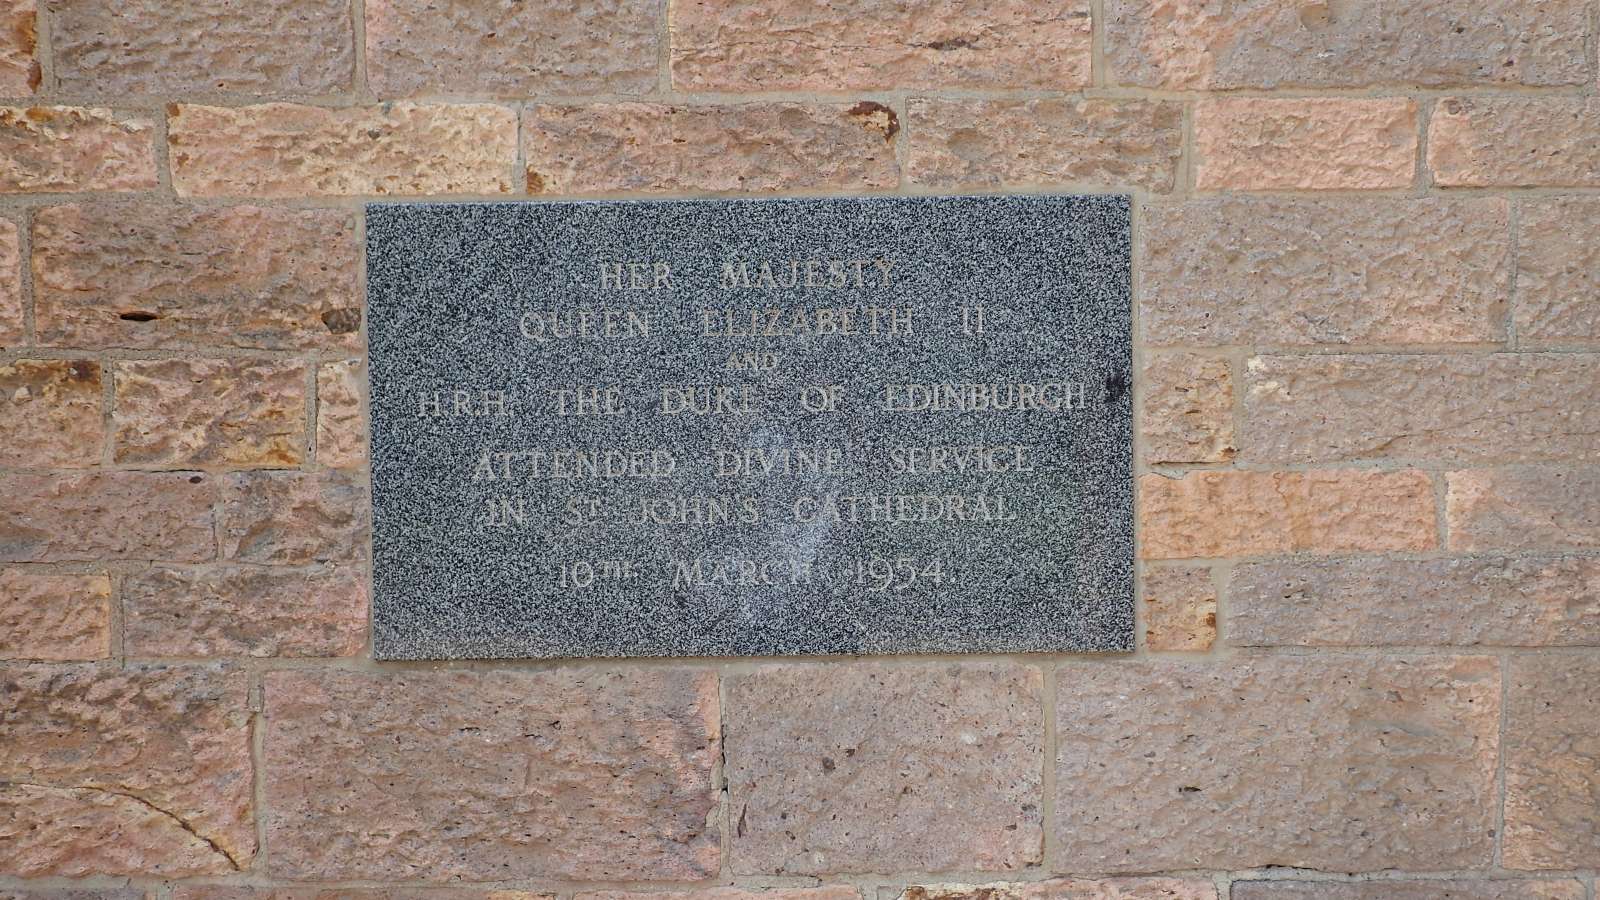 HER MAJESTY
QUEEN ELIZABETH II
AND
H.R.H. THE DUKE OF EDINBURGH
ATTENDED DIVINE SERVICE
IN ST JOHN'S CATHEDRAL
10TH MARCH 1954.